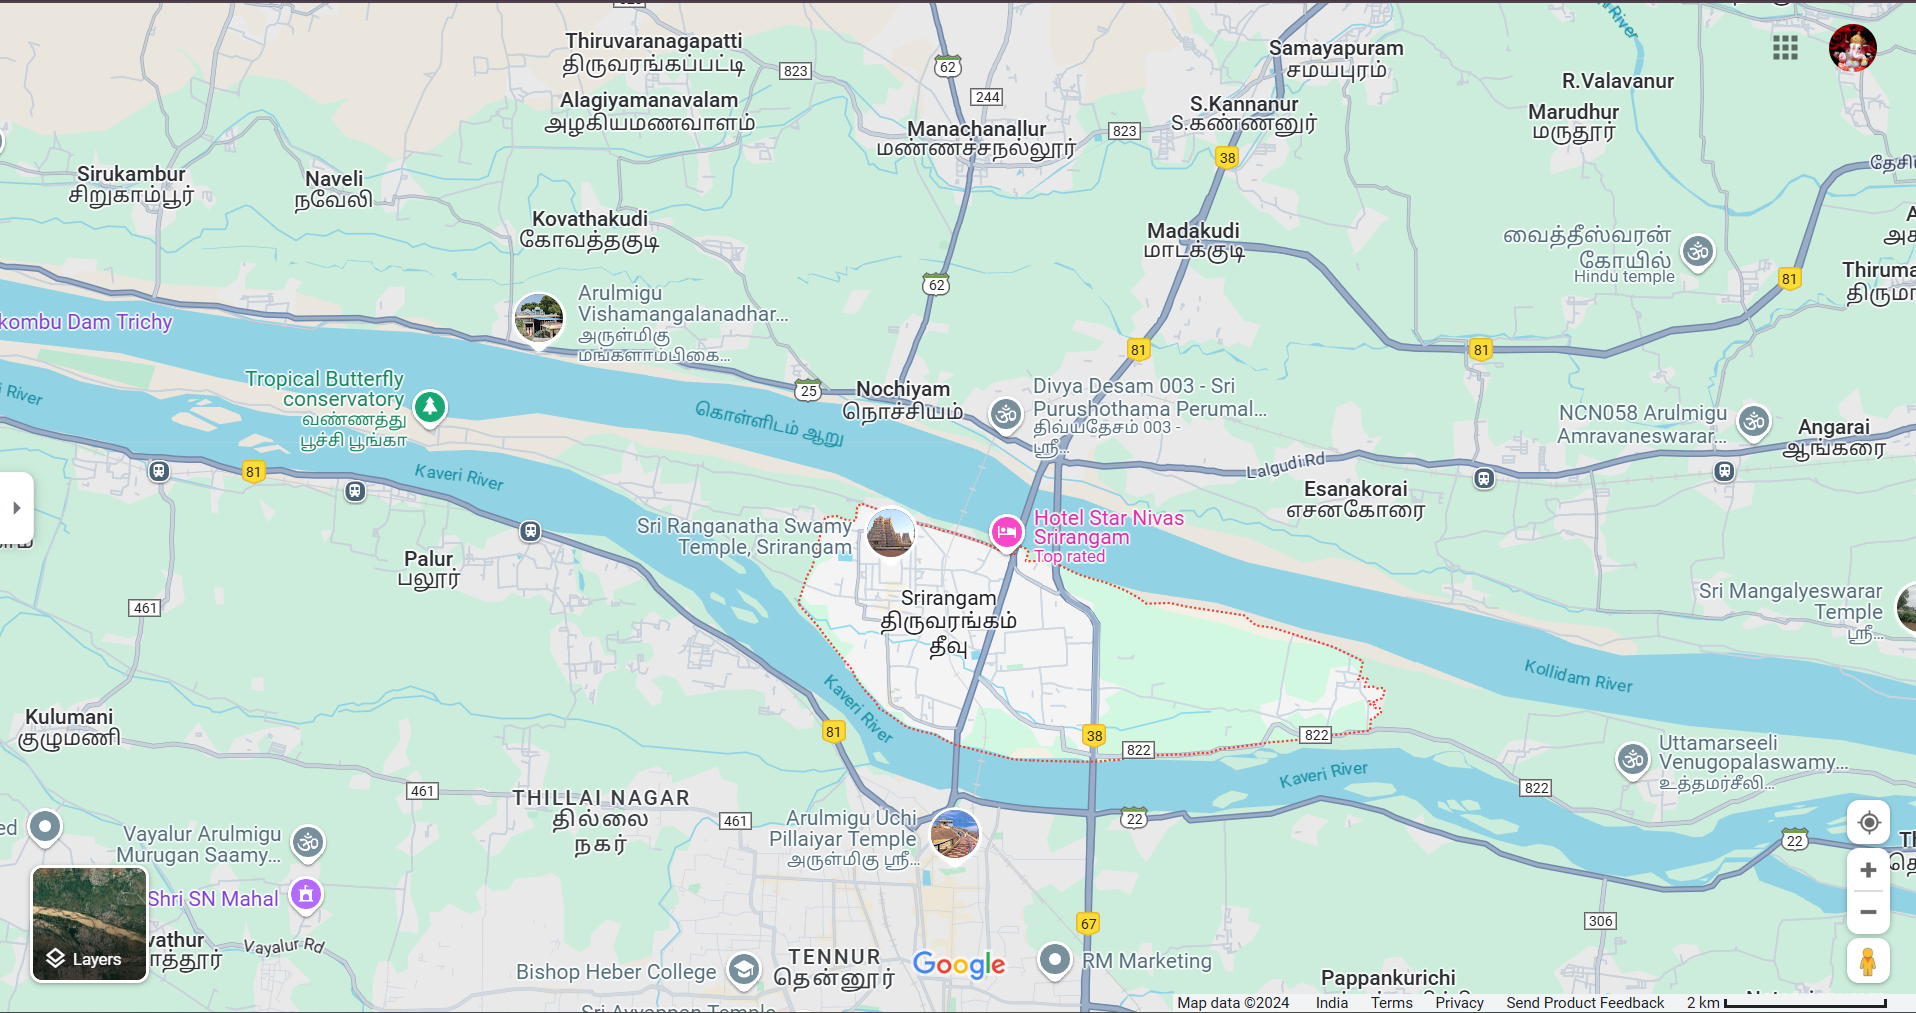 Thiruvaranagapatti
திருவரங்கப்பட்டி
823
62
244
Samayapuram
சமயபுரம்
R.Valavanur
Marudhur
மருதூர்
Alagiyamanavalam
அழகியமணவாளம்
Manachanallur
மண்ணச்சநல்லூர்
823
S.Kannanur
S.கண்ணனூர்
38
Sirukambur
சிறுகாம்பூர்
Naveli
நவேலி
Kovathakudi
கோவத்தகுடி
Madakudi
மாடக்குடி
வைத்தீஸ்வரன்
கோயில்
Hindu temple
81
62
kombu Dam Trichy
Arulmigu
Vishamangalanadhar...
அருள்மிகு
மங்களாம்பிகை...
81
81
Tropical Butterfly
conservatory
வண்ணத்து
பூச்சி பூங்கா
25
Nochiyam
நொச்சியம்
Divya Desam 003 - Sri
Purushothama Perumal...
திவ்யதேசம் 003 -
ஸ்ரீ...
NCN058 Arulmigu
Amravaneswarar...
Angarai
ஆங்கரை
River
கொள்ளிடம் ஆறு
Kaveri River
81
Lalgudi Rd
Esanakorai
எசனகோரை
Sri Ranganatha Swamy
Temple, Srirangam
Hotel Star Nivas
Srirangam
Top rated
Palur
பலூர்
461
Srirangam
திருவரங்கம்
தீவு
Sri Mangalyeswarar
Temple
ஸ்ரீ...
Kollidam River
Kaveri River
Kulumani
குழுமணி
81
38
822
822
Kaveri River
Uttamarseeli
Venugopalaswamy...
உத்தமர்சீலி...
822
461
THILLAI NAGAR
தில்லை
நகர்
461
Arulmigu Uchi
Pillaiyar Temple
அருள்மிகு ஸ்ரீ...
22
22
Vayalur Arulmigu
Murugan Saamy...
Shri SN Mahal
Vayalur Rd
Layers
67
306
Bishop Heber College
TENNUR
தென்னூர்
Google
RM Marketing
Pappankurichi
Map data ©2024 India Terms Privacy Send Product Feedback 2 km